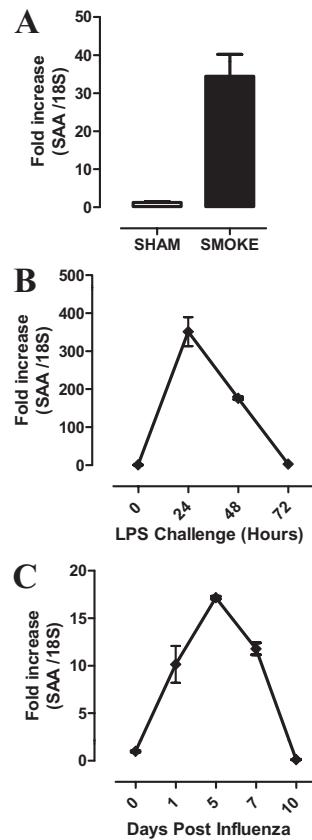 A
Fold increase
(SAA /18S)
50
40
30
20
10
0
SHAM SMOKE
B
Fold increase
(SAA /18S)
500
400
300
200
100
0
0 24 48 72
LPS Challenge (Hours)
C
Fold increase
(SAA /18S)
20
15
10
5
0
0 1 5 7 10
Days Post Influenza